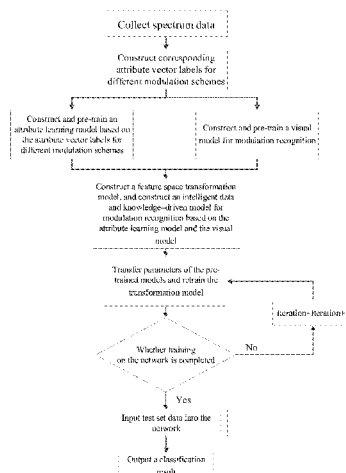 Collect spectrum data
Construct corresponding
attribute vector labels for
different modulation schemes
Construct and pre-train an
attribute learning model based on
the attribute vector labels for
different modulation schemes
Construct and pre-train a visual
model for modulation recognition
Construct a feature space transformation
model, and construct an intelligent data
and knowledge-driven model for
modulation recognition based on the
attribute learning model and the visual
model
Transfer parameters of the pre-
trained models and retrain the
transformation model
Whether training
on the network is completed
No
Yes
Input test set data into the
network
Output a classification
result